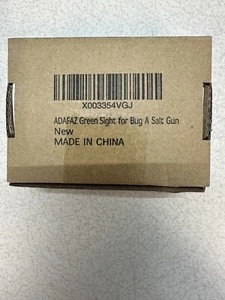 X003354VGJ
ADAFAZ Green Sight for Bug A Salt Gun
New
MADE IN CHINA